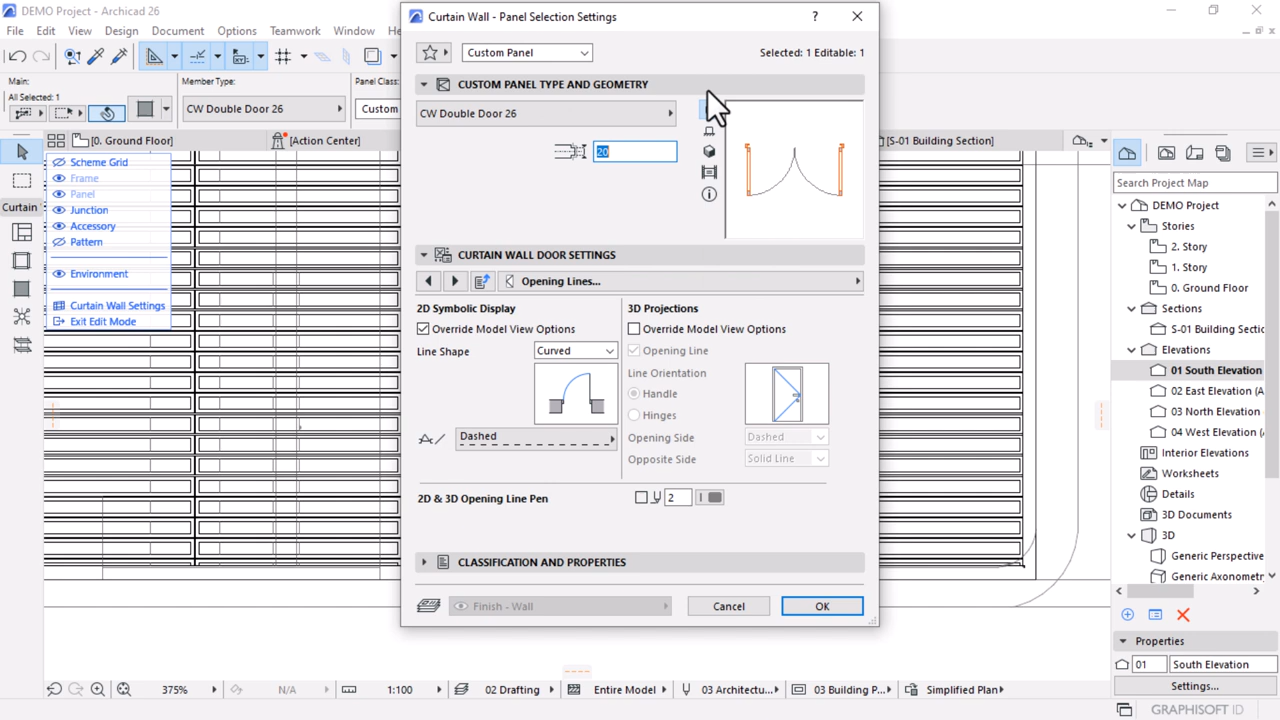 DEMO Project - Archicad 26
File Edit View Design Document Options Teamwork Window
Main:
All Selected: 1
Member Type:
CW Double Door 26
Panel Class:
Custom
[0. Ground Floor]
[Action Center]
[S-01 Building Section]
Scheme Grid
Frame
Panel
Junction
Accessory
Pattern
Environment
Curtain Wall Settings
Exit Edit Mode
Curtain
Curtain Wall - Panel Selection Settings
?
Custom Panel
Selected: 1 Editable: 1
CUSTOM PANEL TYPE AND GEOMETRY
CW Double Door 26
20
CURTAIN WALL DOOR SETTINGS
Opening Lines...
2D Symbolic Display
Override Model View Options
Line Shape
Curved
Dashed
3D Projections
Override Model View Options
Opening Line
Line Orientation
Handle
Hinges
Opening Side
Dashed
Opposite Side
Solid Line
2D & 3D Opening Line Pen
2
CLASSIFICATION AND PROPERTIES
Finish - Wall
Cancel
OK
Search Project Map
DEMO Project
Stories
2. Story
1. Story
0. Ground Floor
Sections
S-01 Building Sectio
Elevations
01 South Elevation
02 East Elevation (A
03 North Elevation
04 West Elevation (A
Interior Elevations
Worksheets
Details
3D Documents
3D
Generic Perspective
Generic Axonometr
Properties
01
South Elevation
Settings...
GRAPHISOFT ID
375%
N/A
1:100
02 Drafting
Entire Model
03 Architectu...
03 Building P...
Simplified Plan